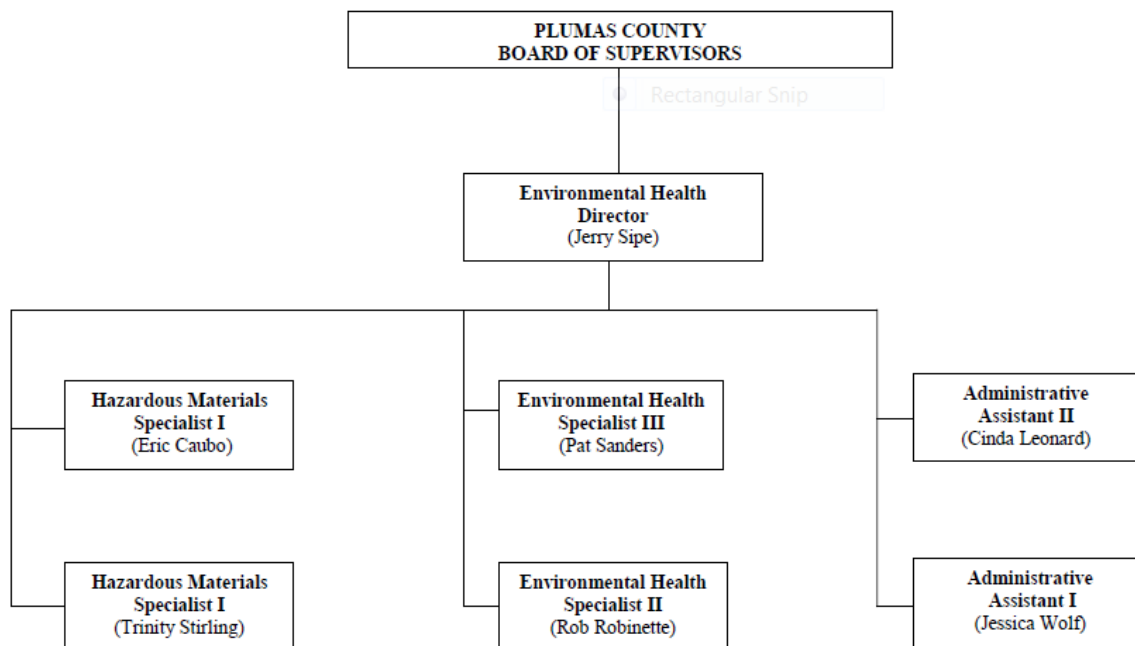 PLUMAS COUNTY
BOARD OF SUPERVISORS
Rectangular Snip
Environmental Health
Director
(Jerry Sipe)
Hazardous Materials
Specialist I
(Eric Caubo)
Environmental Health
Specialist III
(Pat Sanders)
Administrative
Assistant II
(Cinda Leonard)
Hazardous Materials
Specialist I
(Trinity Stirling)
Environmental Health
Specialist II
(Rob Robinette)
Administrative
Assistant I
(Jessica Wolf)